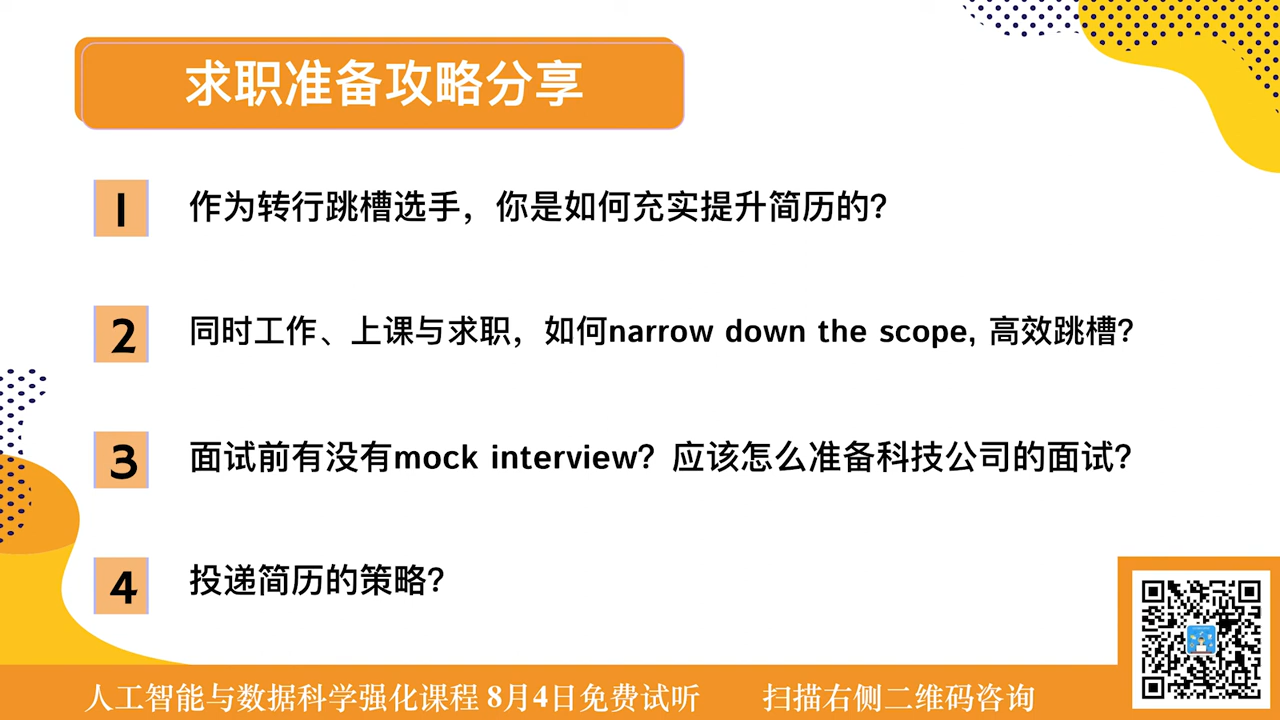 求职准备攻略分享
1 作为转行跳槽选手，你是如何充实提升简历的？
2 同时工作、上课与求职，如何narrow down the scope, 高效跳槽？
3 面试前有没有mock interview？应该怎么准备科技公司的面试？
4 投递简历的策略？
人工智能与数据科学强化课程 8月4日免费试听 扫描右侧二维码咨询